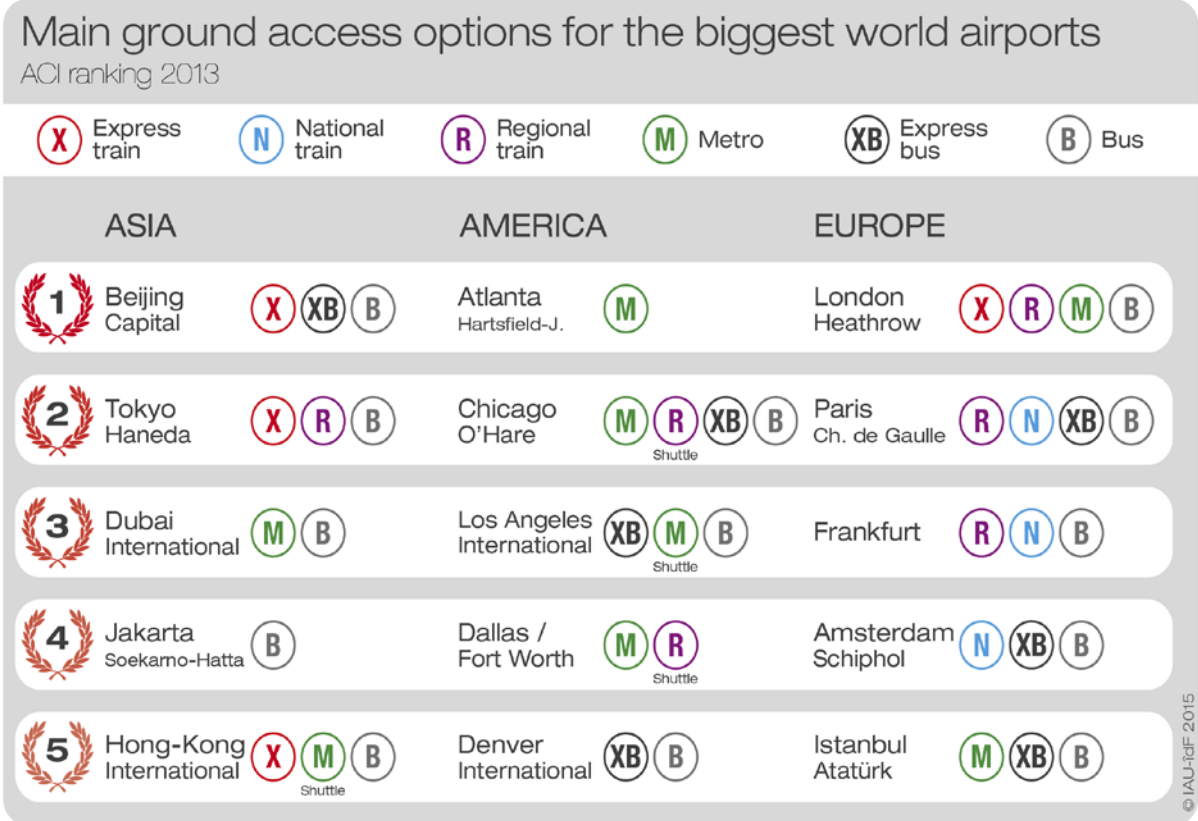 Main ground access options for the biggest world airports
ACI ranking 2013
X Express train
N National train
R Regional train
M Metro
XB Express bus
B Bus
ASIA AMERICA EUROPE
1
Beijing
Capital
X XB B
Atlanta
Hartsfield-J.
M
London
Heathrow
X R M B
2
Tokyo
Haneda
X R B
Chicago
O'Hare
M R XB B
Shuttle
Paris
Ch. de Gaulle
R N XB B
3
Dubai
International
M B
Los Angeles
International
XB M B
Shuttle
Frankfurt
R N B
4
Jakarta
Soekarno-Hatta
B
Dallas /
Fort Worth
M R
Shuttle
Amsterdam
Schiphol
N XB B
5
Hong-Kong
International
X M B
Shuttle
Denver
International
XB B
Istanbul
Atatürk
M XB B
© IAU-îdF 2015